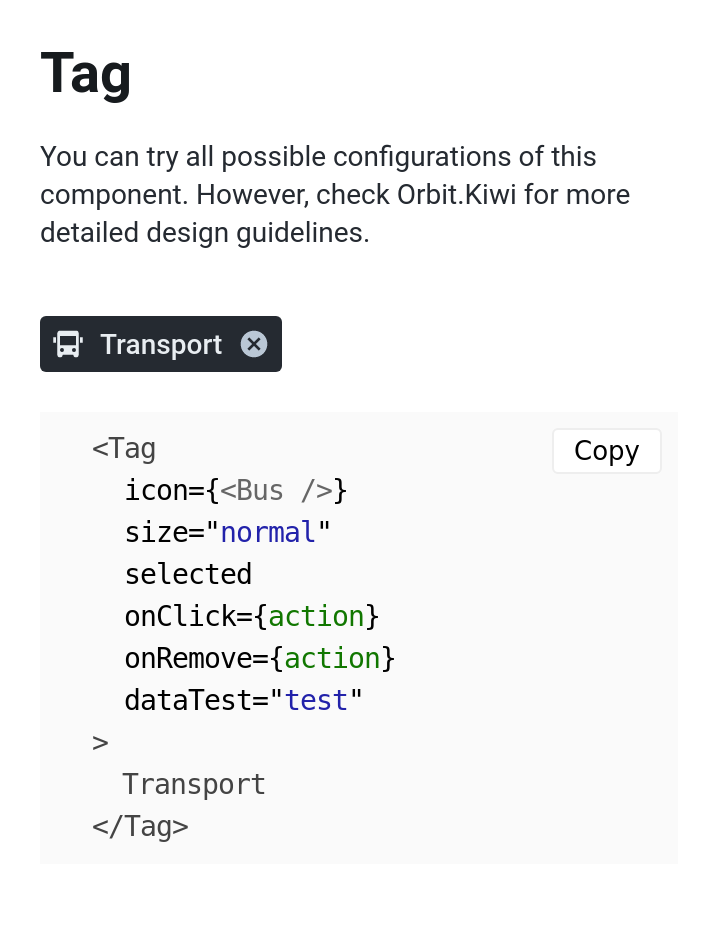 Tag
You can try all possible configurations of this
component. However, check Orbit.Kiwi for more
detailed design guidelines.
Transport
Copy
<Tag
icon={<Bus />}
size="normal"
selected
onClick={action}
onRemove={action}
dataTest="test"
>
Transport
</Tag>